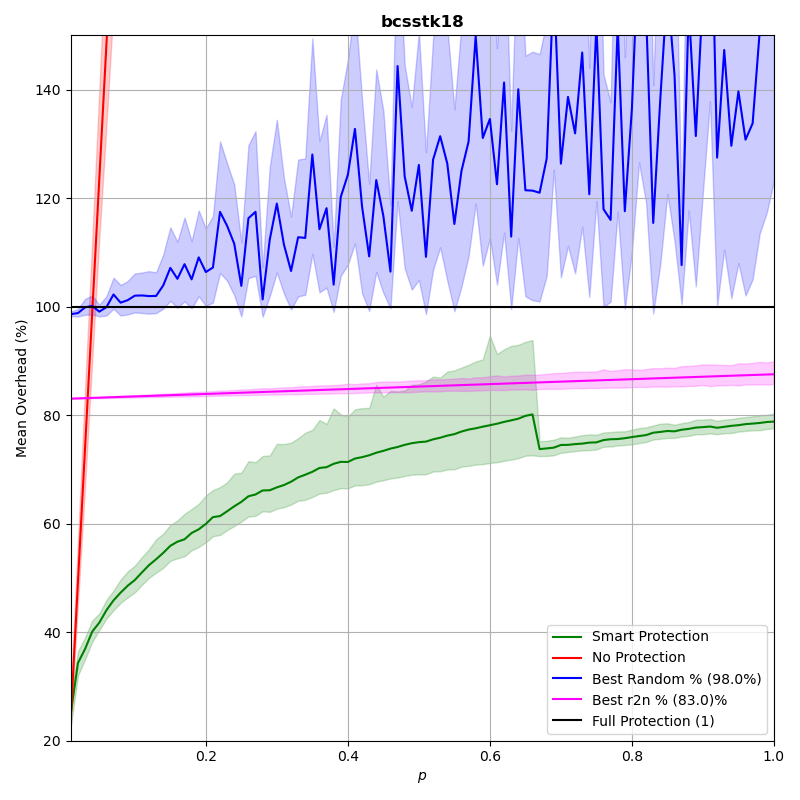 bcsstk18
Mean Overhead (%)
140
120
100
80
60
40
20
Smart Protection
No Protection
Best Random % (98.0%)
Best r2n % (83.0)%
Full Protection (1)
0.2 0.4 0.6 0.8 1.0
p